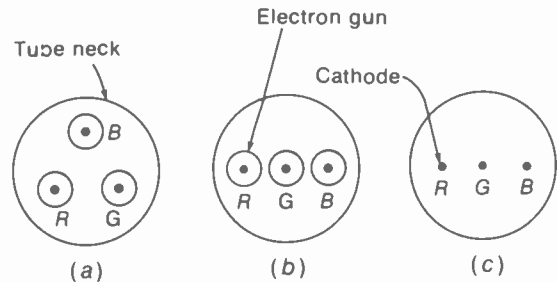 Electron gun
Tube neck
Cathode
B
R G
R G B
R G B
(a) (b) (c)